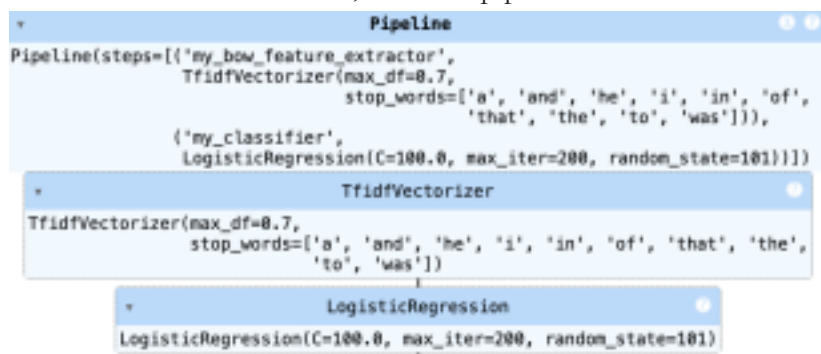 Pipeline
Pipeline(steps=[('my_bow_feature_extractor',
TfidfVectorizer(max_df=0.7,
stop_words=['a', 'and', 'he', 'i', 'in', 'of',
'that', 'the', 'to', 'was'])),
('my_classifier',
LogisticRegression(C=100.0, max_iter=200, random_state=101))])
TfidfVectorizer
TfidfVectorizer(max_df=0.7,
stop_words=['a', 'and', 'he', 'i', 'in', 'of', 'that', 'the',
'to', 'was'])
LogisticRegression
LogisticRegression(C=100.0, max_iter=200, random_state=101)